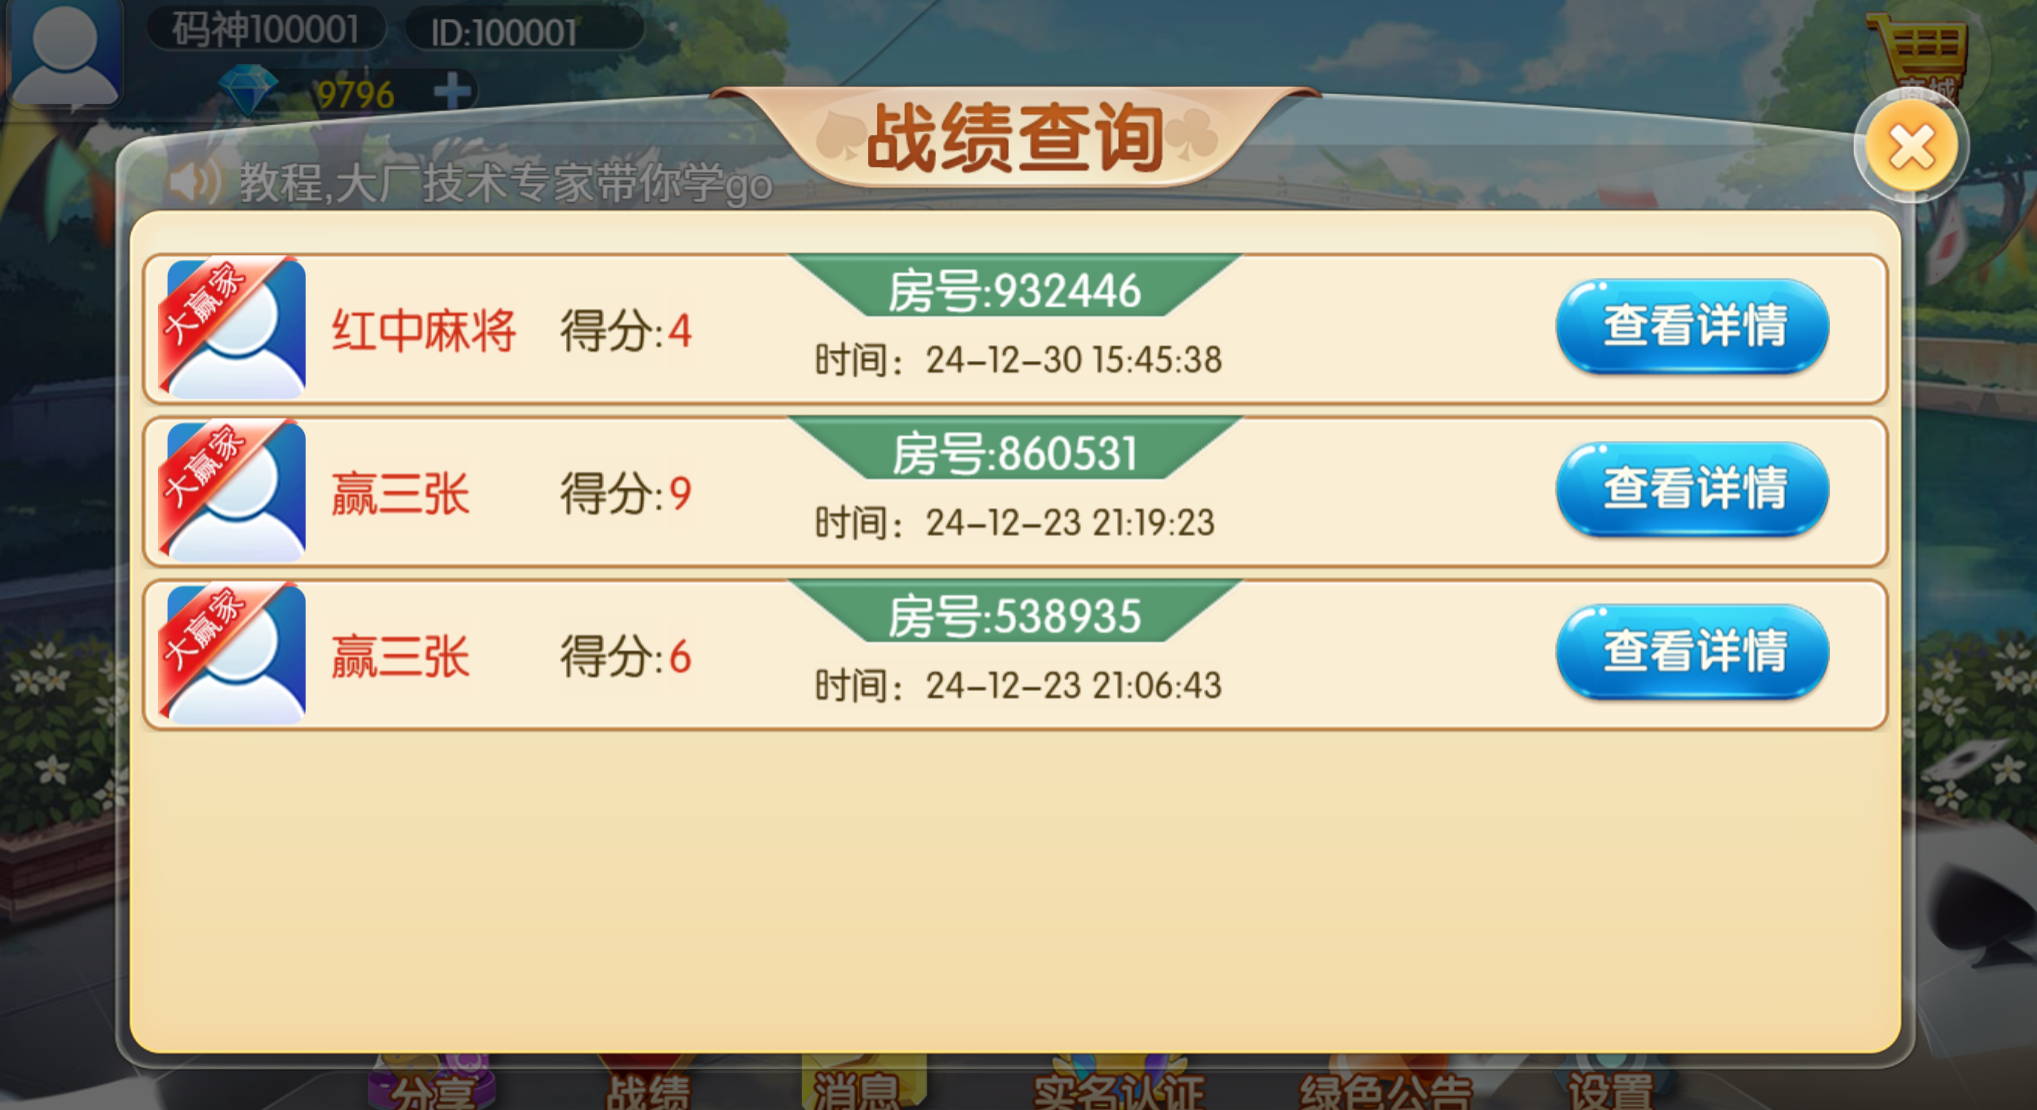 码神100001
ID:100001
9796
商城
战绩查询
教程,大厂技术专家带你学go
大赢家
红中麻将
得分:4
房号:932446
时间：24-12-30 15:45:38
查看详情
大赢家
赢三张
得分:9
房号:860531
时间：24-12-23 21:19:23
查看详情
大赢家
赢三张
得分:6
房号:538935
时间：24-12-23 21:06:43
查看详情
分享
战绩
消息
实名认证
绿色公告
设置